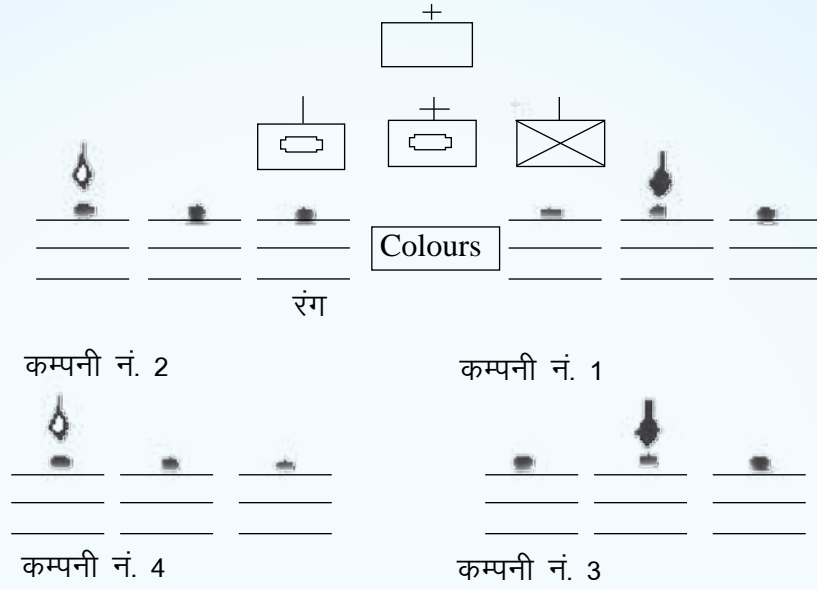 Colours
रंग
कम्पनी नं. 2
कम्पनी नं. 1
कम्पनी नं. 4
कम्पनी नं. 3